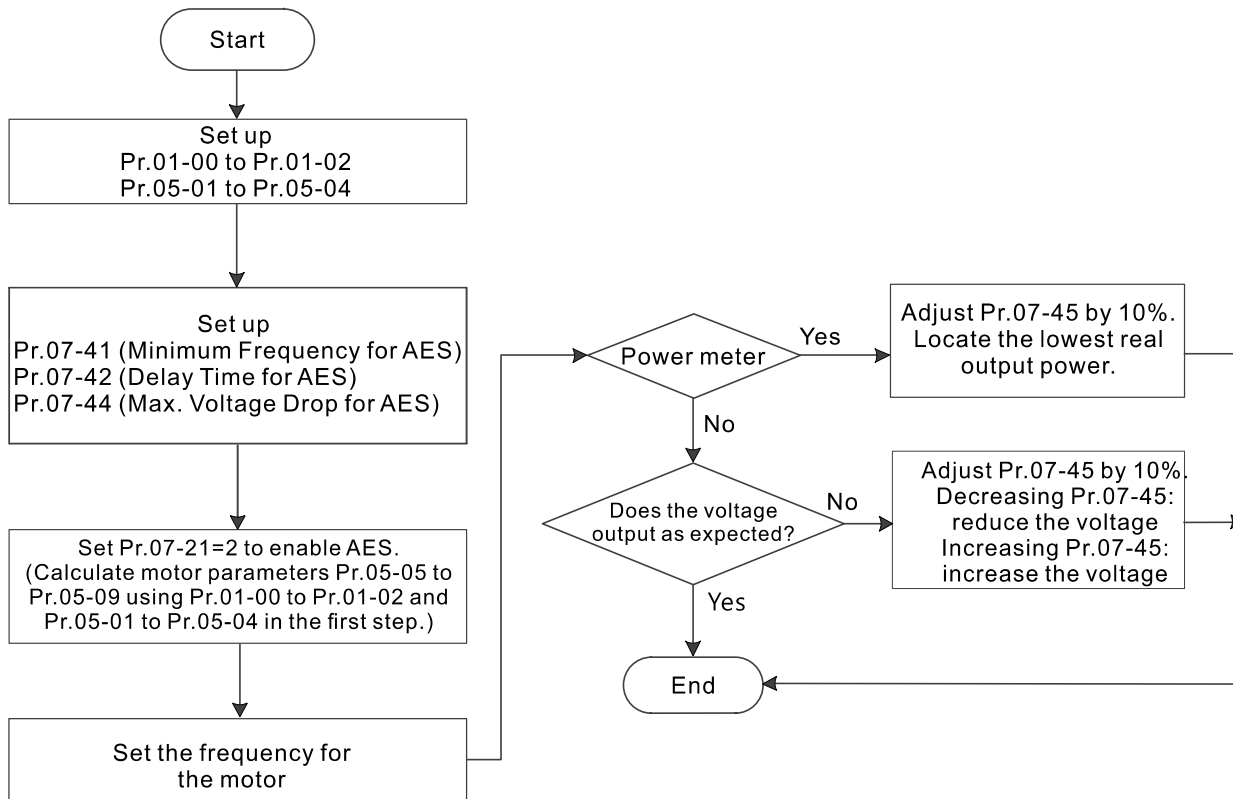 Start
Set up
Pr.01-00 to Pr.01-02
Pr.05-01 to Pr.05-04
Set up
Pr.07-41 (Minimum Frequency for AES)
Pr.07-42 (Delay Time for AES)
Pr.07-44 (Max. Voltage Drop for AES)
Set Pr.07-21=2 to enable AES.
(Calculate motor parameters Pr.05-05 to
Pr.05-09 using Pr.01-00 to Pr.01-02 and
Pr.05-01 to Pr.05-04 in the first step.)
Set the frequency for
the motor
Power meter
Yes
Adjust Pr.07-45 by 10%.
Locate the lowest real
output power.
No
Does the voltage
output as expected?
No
Adjust Pr.07-45 by 10%.
Decreasing Pr.07-45:
reduce the voltage
Increasing Pr.07-45:
increase the voltage
Yes
End